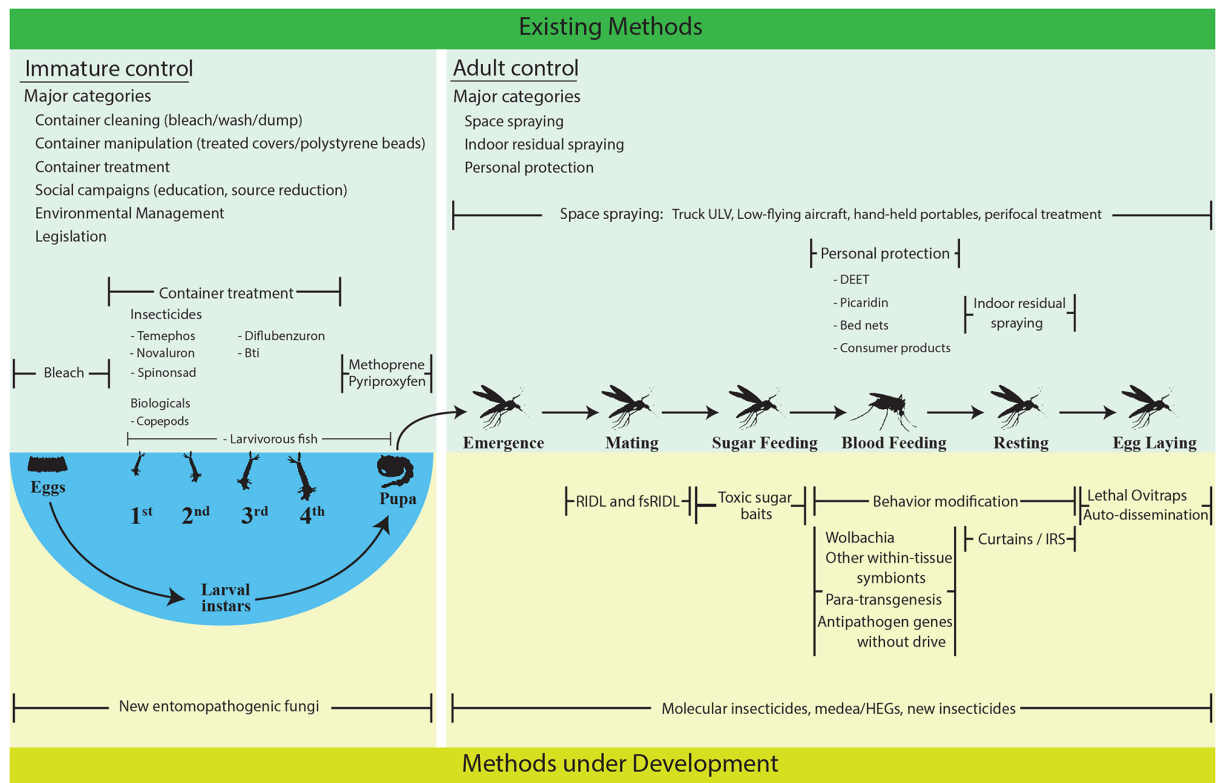 Existing Methods
Immature control
Major categories
Container cleaning (bleach/wash/dump)
Container manipulation (treated covers/polystyrene beads)
Container treatment
Social campaigns (education, source reduction)
Environmental Management
Legislation
Container treatment
Insecticides
- Temephos
- Novaluron
- Spinonsad
- Diflubenzuron
- Bti
Bleach
Methoprene
Pyriproxyfen
Biologicals
- Copepods
- Larvivorous fish
Eggs
1st
2nd
3rd
4th
Pupa
Larval
instars
New entomopathogenic fungi
Adult control
Major categories
Space spraying
Indoor residual spraying
Personal protection
Space spraying: Truck ULV, Low-flying aircraft, hand-held portables, perifocal treatment
Personal protection
- DEET
- Picaridin
- Bed nets
- Consumer products
Indoor residual
spraying
Emergence
Mating
Sugar Feeding
Blood Feeding
Resting
Egg Laying
RIDL and fsRIDL
Toxic sugar
baits
Behavior modification
Lethal Ovitraps
Auto-dissemination
Wolbachia
Other within-tissue
symbionts
Para-transgenesis
Antipathogen genes
without drive
Curtains / IRS
Molecular insecticides, medea/HEGs, new insecticides
Methods under Development